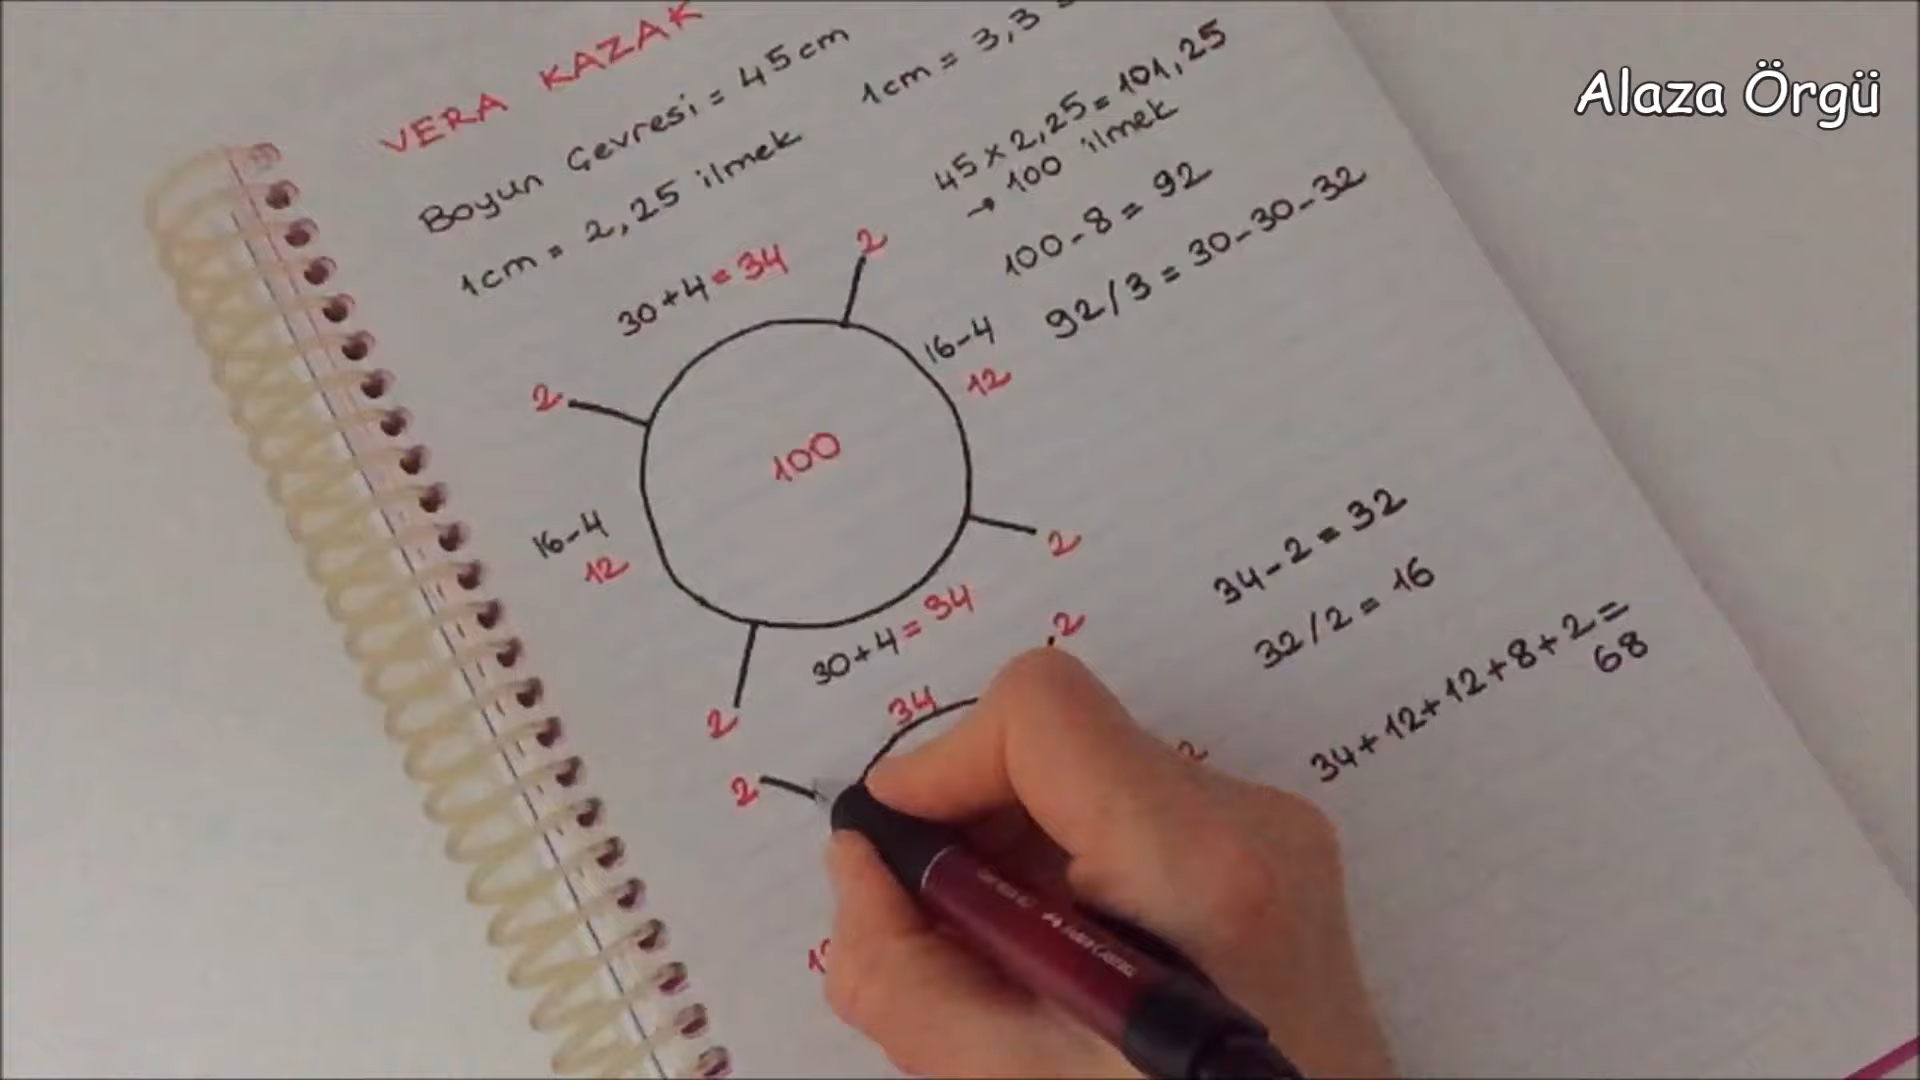 Alaza Örgü
VERA KAZAK
Boyun Çevresi = 45cm
1cm = 2,25 ilmek
1cm = 3,3
45 x 2,25 = 101,25
→ 100 ilmek
100 - 8 = 92
92 / 3 = 30 - 30 - 32
30 + 4 = 34
2
16 - 4
12
2
100
16 - 4
12
2
30 + 4 = 34
2
34 - 2 = 32
32 / 2 = 16
34 + 12 + 12 + 8 + 2 =
68
2
34
2
2